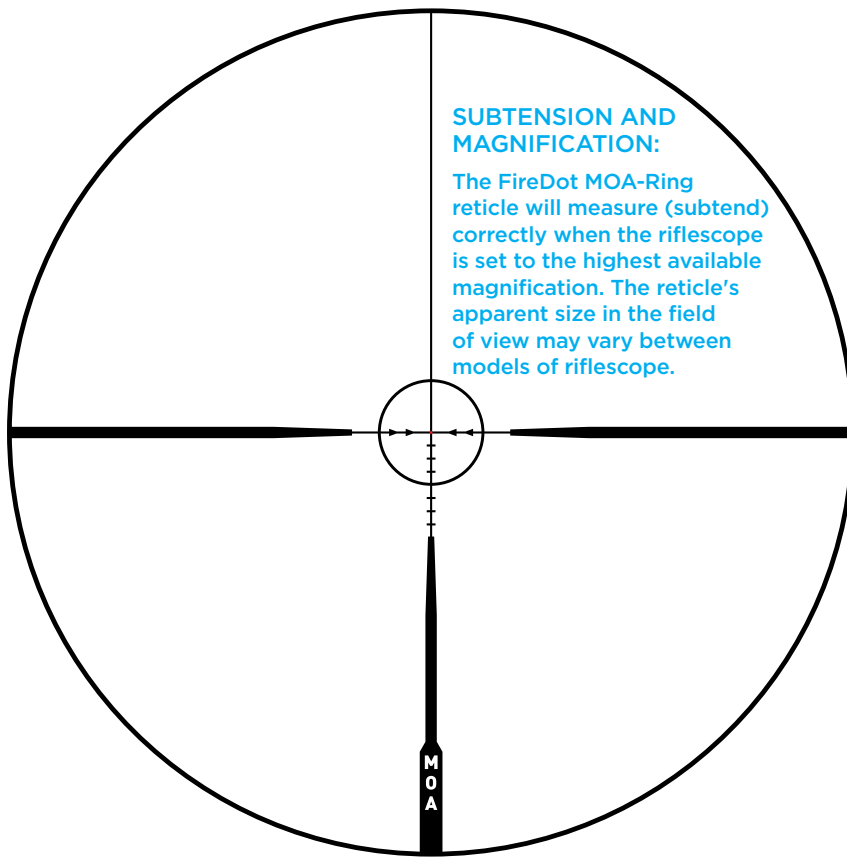 SUBTENSION AND
MAGNIFICATION:
The FireDot MOA-Ring
reticle will measure (subtend)
correctly when the riflescope
is set to the highest available
magnification. The reticle's
apparent size in the field
of view may vary between
models of riflescope.
M
O
A